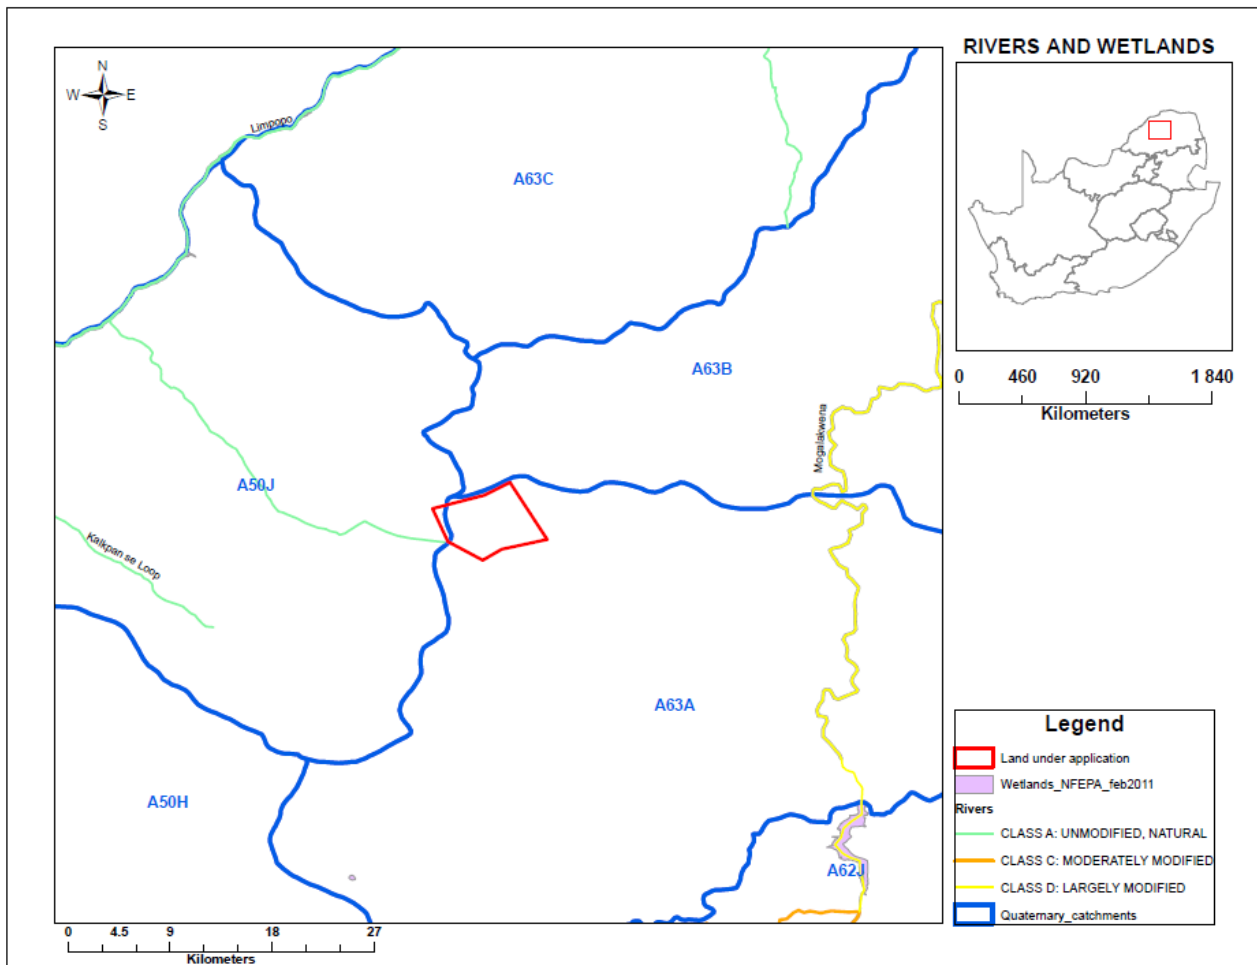 RIVERS AND WETLANDS
N
W E
S
Limpopo
A63C
A63B
0 460 920 1 840
Kilometers
Mogalakwena
A50J
Kalkpan se Loop
A63A
A50H
A62J
Legend
Land under application
Wetlands_NFEPA_feb2011
Rivers
CLASS A: UNMODIFIED, NATURAL
CLASS C: MODERATELY MODIFIED
CLASS D: LARGELY MODIFIED
Quaternary_catchments
0 4.5 9 18 27
Kilometers